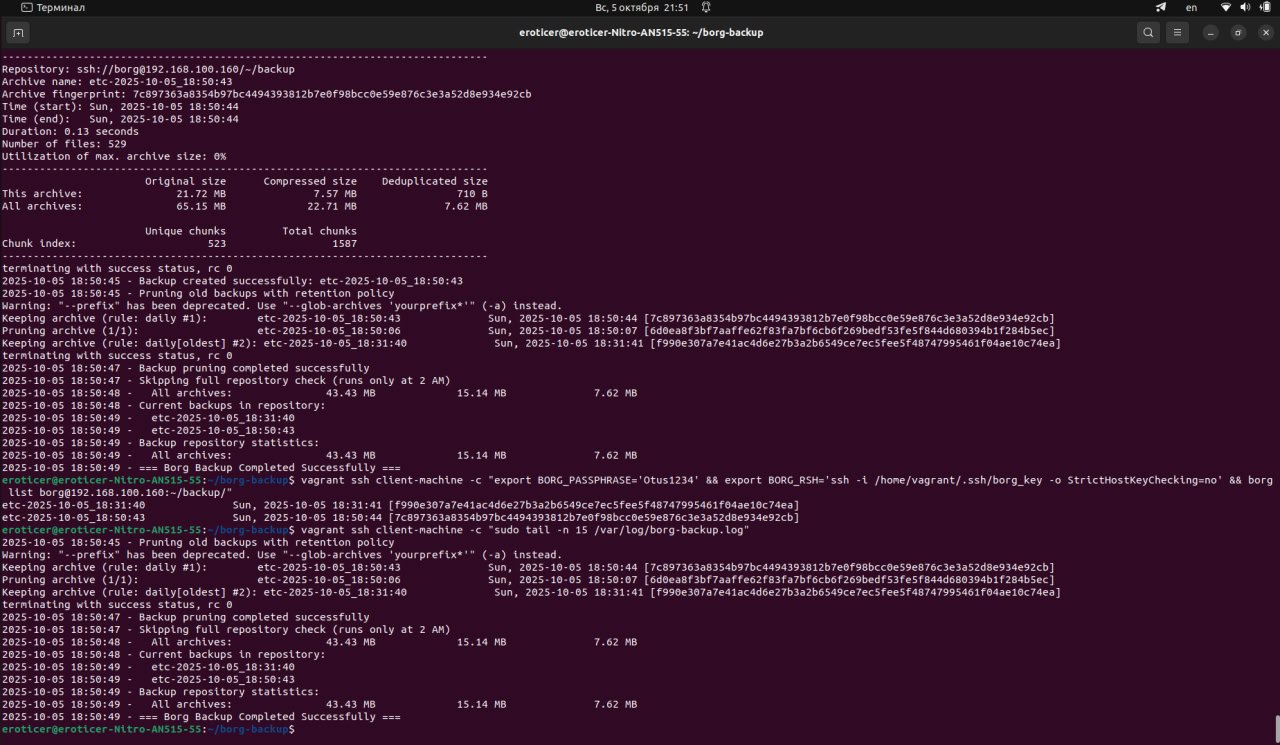 Терминал
Вс, 5 октября 21:51
en
eroticer@eroticer-Nitro-AN515-55: ~/borg-backup
------------------------------------------------------------------------------
Repository: ssh://borg@192.168.100.160/~/backup
Archive name: etc-2025-10-05_18:50:43
Archive fingerprint: 7c897363a8354b97bc4494393812b7e0f98bcc0e59e876c3e3a52d8e934e92cb
Time (start): Sun, 2025-10-05 18:50:44
Time (end):   Sun, 2025-10-05 18:50:44
Duration: 0.13 seconds
Number of files: 529
Utilization of max. archive size: 0%
------------------------------------------------------------------------------
                       Original size      Compressed size    Deduplicated size
This archive:               21.72 MB              7.57 MB                710 B
All archives:               65.15 MB             22.71 MB              7.62 MB
                       Unique chunks         Total chunks
Chunk index:                     523                 1587
------------------------------------------------------------------------------
terminating with success status, rc 0
2025-10-05 18:50:45 - Backup created successfully: etc-2025-10-05_18:50:43
2025-10-05 18:50:45 - Pruning old backups with retention policy
Warning: "--prefix" has been deprecated. Use "--glob-archives 'yourprefix*'" (-a) instead.
Keeping archive (rule: daily #1):        etc-2025-10-05_18:50:43              Sun, 2025-10-05 18:50:44 [7c897363a8354b97bc4494393812b7e0f98bcc0e59e876c3e3a52d8e934e92cb]
Pruning archive (1/1):                   etc-2025-10-05_18:50:06              Sun, 2025-10-05 18:50:07 [6d0ea8f3bf7aaffe62f83fa7bf6cb6f269bedf53fe5f844d680394b1f284b5ec]
Keeping archive (rule: daily[oldest] #2): etc-2025-10-05_18:31:40              Sun, 2025-10-05 18:31:41 [f990e307a7e41ac4d6e27b3a2b6549ce7ec5fee5f48747995461f04ae10c74ea]
terminating with success status, rc 0
2025-10-05 18:50:47 - Backup pruning completed successfully
2025-10-05 18:50:47 - Skipping full repository check (runs only at 2 AM)
2025-10-05 18:50:48 -   All archives:               43.43 MB             15.14 MB              7.62 MB
2025-10-05 18:50:48 - Current backups in repository:
2025-10-05 18:50:49 -   etc-2025-10-05_18:31:40
2025-10-05 18:50:49 -   etc-2025-10-05_18:50:43
2025-10-05 18:50:49 - Backup repository statistics:
2025-10-05 18:50:49 -   All archives:               43.43 MB             15.14 MB              7.62 MB
2025-10-05 18:50:49 - === Borg Backup Completed Successfully ===
eroticer@eroticer-Nitro-AN515-55:~/borg-backup$ vagrant ssh client-machine -c "export BORG_PASSPHRASE='Otus1234' && export BORG_RSH='ssh -i /home/vagrant/.ssh/borg_key -o StrictHostKeyChecking=no' && borg
 list borg@192.168.100.160:~/backup/"
etc-2025-10-05_18:31:40              Sun, 2025-10-05 18:31:41 [f990e307a7e41ac4d6e27b3a2b6549ce7ec5fee5f48747995461f04ae10c74ea]
etc-2025-10-05_18:50:43              Sun, 2025-10-05 18:50:44 [7c897363a8354b97bc4494393812b7e0f98bcc0e59e876c3e3a52d8e934e92cb]
eroticer@eroticer-Nitro-AN515-55:~/borg-backup$ vagrant ssh client-machine -c "sudo tail -n 15 /var/log/borg-backup.log"
2025-10-05 18:50:45 - Pruning old backups with retention policy
Warning: "--prefix" has been deprecated. Use "--glob-archives 'yourprefix*'" (-a) instead.
Keeping archive (rule: daily #1):        etc-2025-10-05_18:50:43              Sun, 2025-10-05 18:50:44 [7c897363a8354b97bc4494393812b7e0f98bcc0e59e876c3e3a52d8e934e92cb]
Pruning archive (1/1):                   etc-2025-10-05_18:50:06              Sun, 2025-10-05 18:50:07 [6d0ea8f3bf7aaffe62f83fa7bf6cb6f269bedf53fe5f844d680394b1f284b5ec]
Keeping archive (rule: daily[oldest] #2): etc-2025-10-05_18:31:40              Sun, 2025-10-05 18:31:41 [f990e307a7e41ac4d6e27b3a2b6549ce7ec5fee5f48747995461f04ae10c74ea]
terminating with success status, rc 0
2025-10-05 18:50:47 - Backup pruning completed successfully
2025-10-05 18:50:47 - Skipping full repository check (runs only at 2 AM)
2025-10-05 18:50:48 -   All archives:               43.43 MB             15.14 MB              7.62 MB
2025-10-05 18:50:48 - Current backups in repository:
2025-10-05 18:50:49 -   etc-2025-10-05_18:31:40
2025-10-05 18:50:49 -   etc-2025-10-05_18:50:43
2025-10-05 18:50:49 - Backup repository statistics:
2025-10-05 18:50:49 -   All archives:               43.43 MB             15.14 MB              7.62 MB
2025-10-05 18:50:49 - === Borg Backup Completed Successfully ===
eroticer@eroticer-Nitro-AN515-55:~/borg-backup$